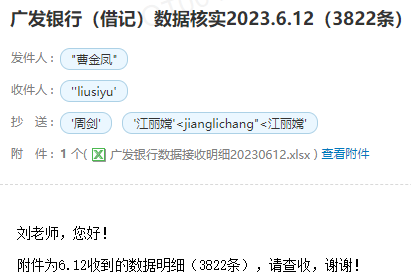 广发银行（借记）数据核实2023.6.12（3822条）
发件人： "曹金凤"
收件人： ''liusiyu'
抄 送： '周剑' '江丽嫦'<jianglichang"<江丽嫦'
附 件： 1 个( 广发银行数据接收明细20230612.xlsx ) 查看附件
刘老师，您好！
附件为6.12收到的数据明细（3822条），请查收，谢谢！